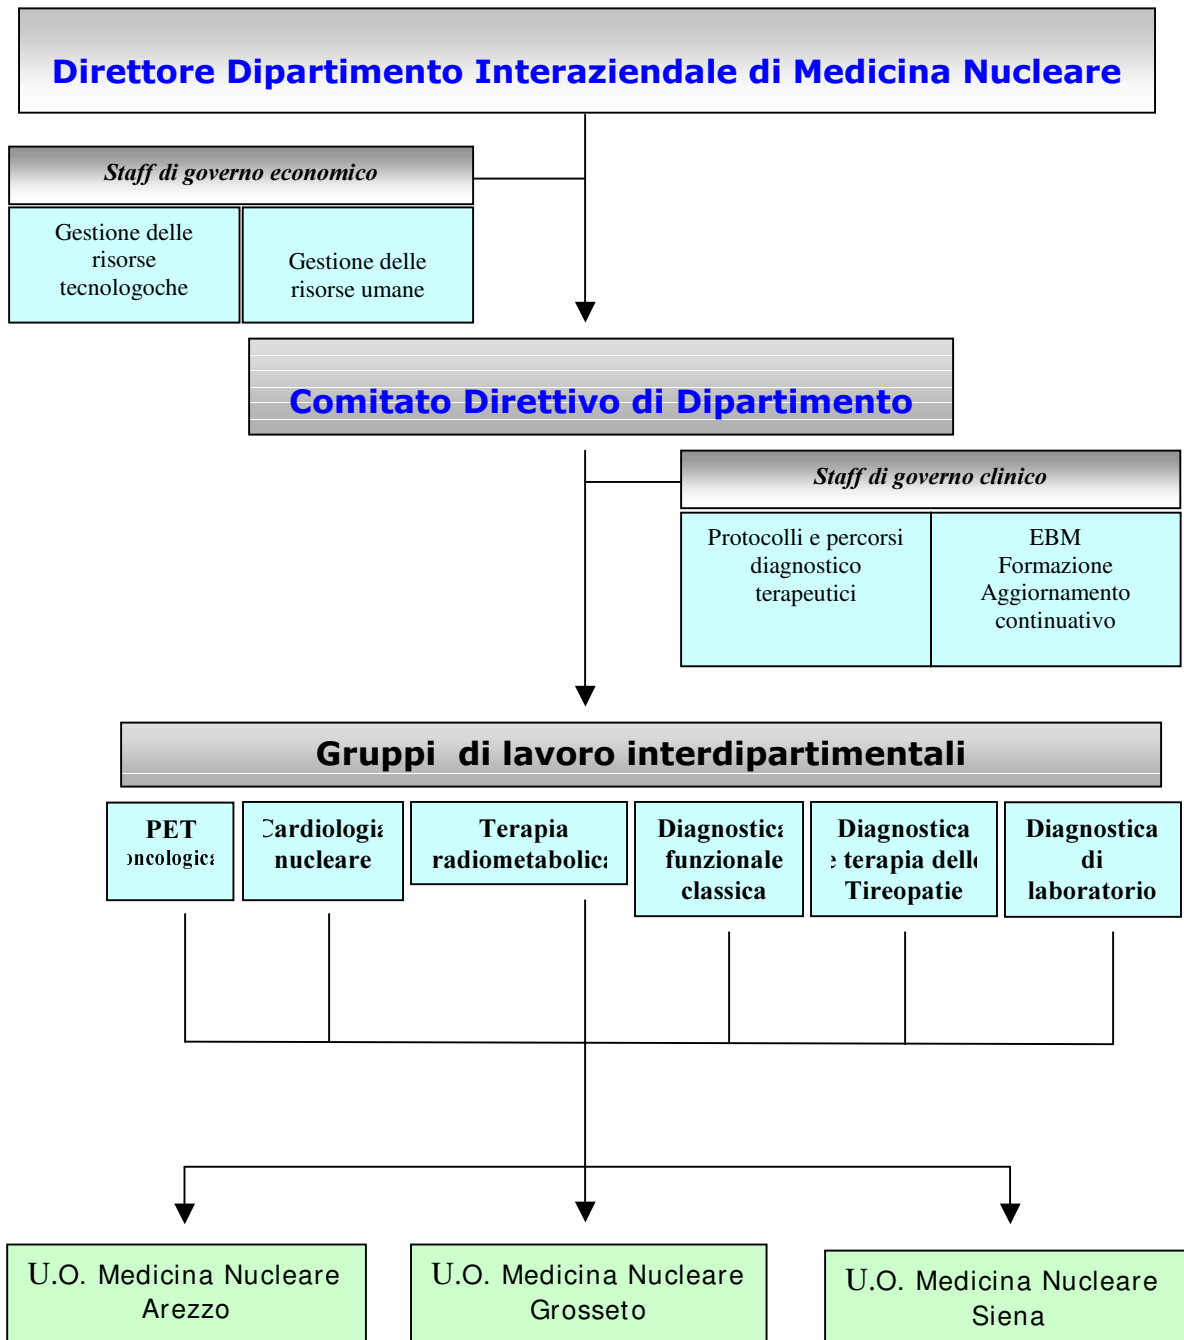 Direttore Dipartimento Interaziendale di Medicina Nucleare
Staff di governo economico
Gestione delle
risorse
tecnologoche
Gestione delle
risorse umane
Comitato Direttivo di Dipartimento
Staff di governo clinico
Protocolli e percorsi
diagnostico
terapeutici
EBM
Formazione
Aggiornamento
continuativo
Gruppi di lavoro interdipartimentali
PET
oncologica
Cardiologia
nucleare
Terapia
radiometabolica
Diagnostica
funzionale
classica
Diagnostica
e terapia delle
Tireopatie
Diagnostica
di
laboratorio
U.O. Medicina Nucleare
Arezzo
U.O. Medicina Nucleare
Grosseto
U.O. Medicina Nucleare
Siena